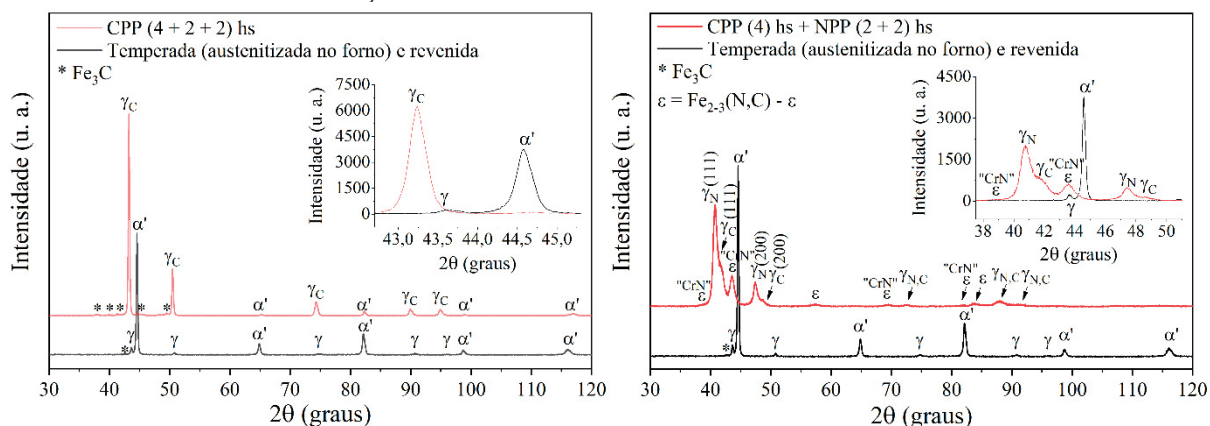 CPP (4 + 2 + 2) hs
Temperada (austenitizada no forno) e revenida
* Fe₃C
γC
7500
6000
4500
3000
1500
0
Intensidade (u. a.)
γC
γ
α'
43,0 43,5 44,0 44,5 45,0
2θ (graus)
Intensidade (u. a.)
α'
γC
* * * * *
γC
α' α'
γC γC
α' α'
* γ
γ
α'
γ
α'
γ γ
α'
α'
30 40 50 60 70 80 90 100 110 120
2θ (graus)
CPP (4) hs + NPP (2 + 2) hs
Temperada (austenitizada no forno) e revenida
* Fe₃C
ε = Fe₂₋₃(N,C) - ε
4500
3000
1500
0
Intensidade (u. a.)
α'
γN
γC
"CrN"
ε
"CrN"
ε
γ
γN γC
38 40 42 44 46 48 50
2θ (graus)
Intensidade (u. a.)
α'
γN(111)
γC(111)
"CrN"
ε
"CrN"
ε
γN(200)
γC(200)
ε
"CrN"
ε
γN,C
"CrN"
ε ε
γN,C
γN,C
* γ
γ
α'
γ
α'
γ γ
α'
α'
30 40 50 60 70 80 90 100 110 120
2θ (graus)